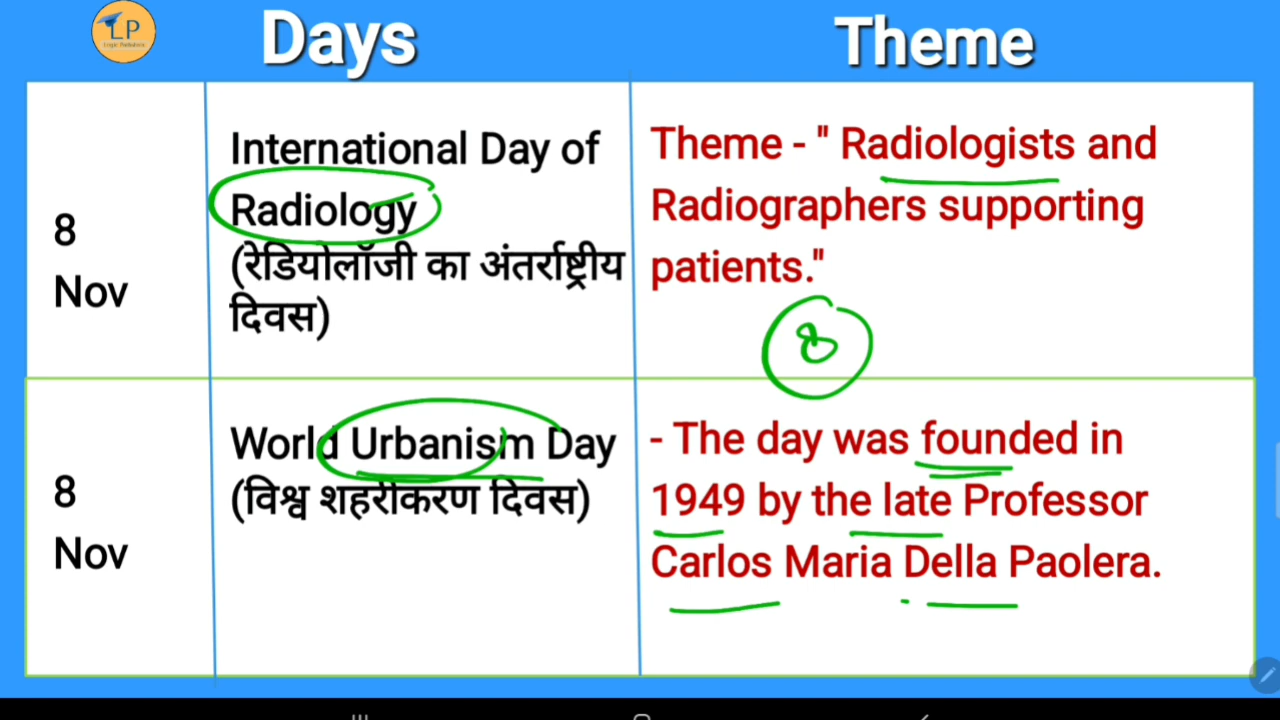 LP
Days
Theme
8
Nov
International Day of
Radiology
(रेडियोलॉजी का अंतर्राष्ट्रीय
दिवस)
Theme - " Radiologists and
Radiographers supporting
patients."
8
8
Nov
World Urbanism Day
(विश्व शहरीकरण दिवस)
- The day was founded in
1949 by the late Professor
Carlos Maria Della Paolera.